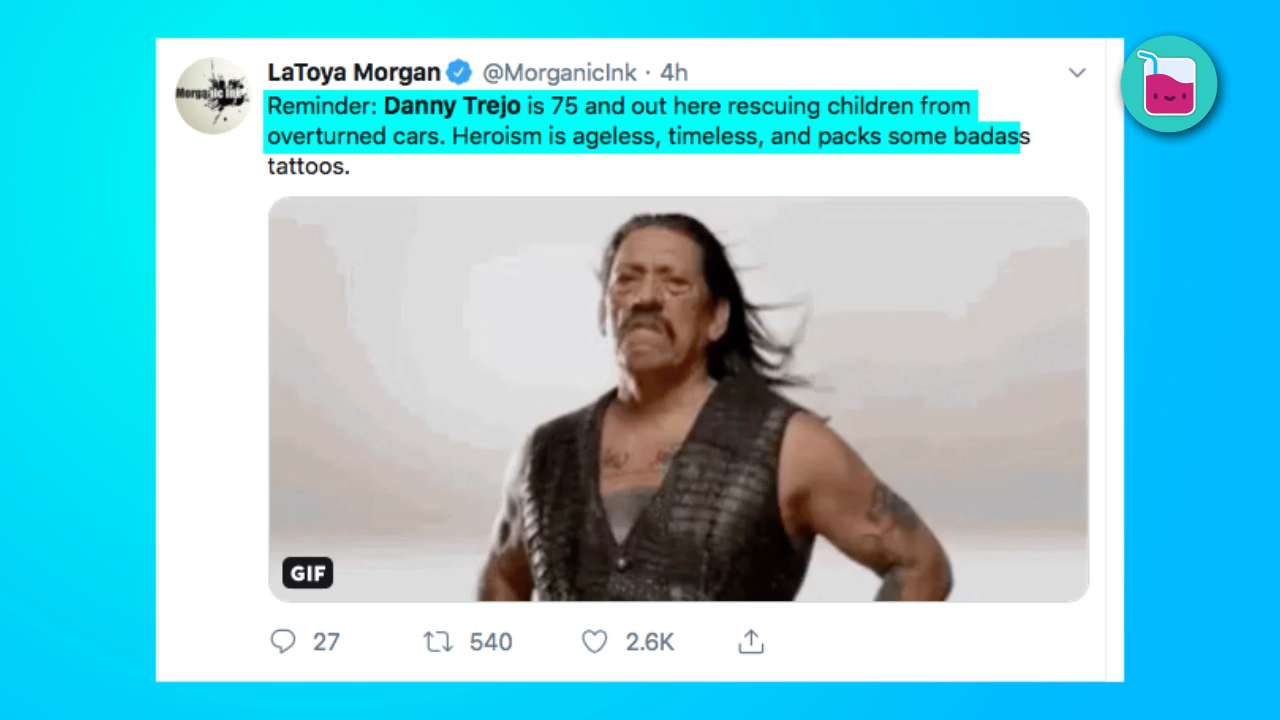 LaToya Morgan @MorganicInk · 4h
Reminder: Danny Trejo is 75 and out here rescuing children from
overturned cars. Heroism is ageless, timeless, and packs some badass
tattoos.
GIF
27 540 2.6K